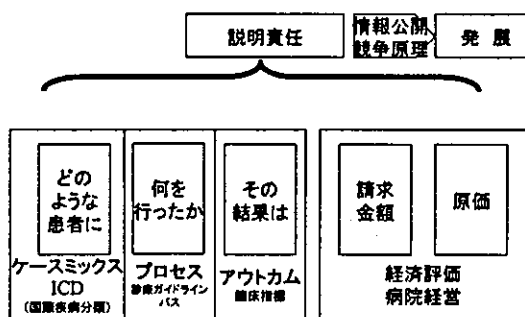 説明責任
情報公開
競争原理
発展
どの
ような
患者に
何を
行ったか
その
結果は
請求
金額
原価
ケースミックス
ICD
(国際疾病分類)
プロセス
診療ガイドライン
パス
アウトカム
臨床指標
経済評価
病院経営